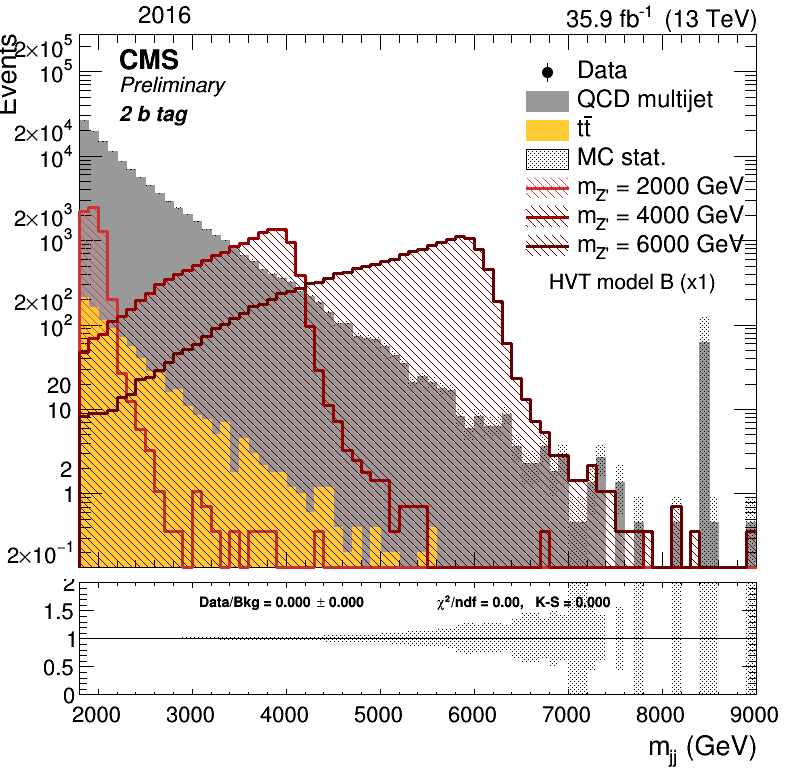 2016 35.9 fb⁻¹ (13 TeV)
Events
2×10⁵
10⁵
2×10⁴
10⁴
2×10³
10³
2×10²
10²
20
10
2
1
2×10⁻¹
CMS
Preliminary
2 b tag
Data
QCD multijet
tt̄
MC stat.
m_Z' = 2000 GeV
m_Z' = 4000 GeV
m_Z' = 6000 GeV
HVT model B (x1)
2
1.5
1
0.5
0
Data/Bkg = 0.000 ± 0.000 χ²/ndf = 0.00, K-S = 0.000
2000 3000 4000 5000 6000 7000 8000 9000
m_jj (GeV)